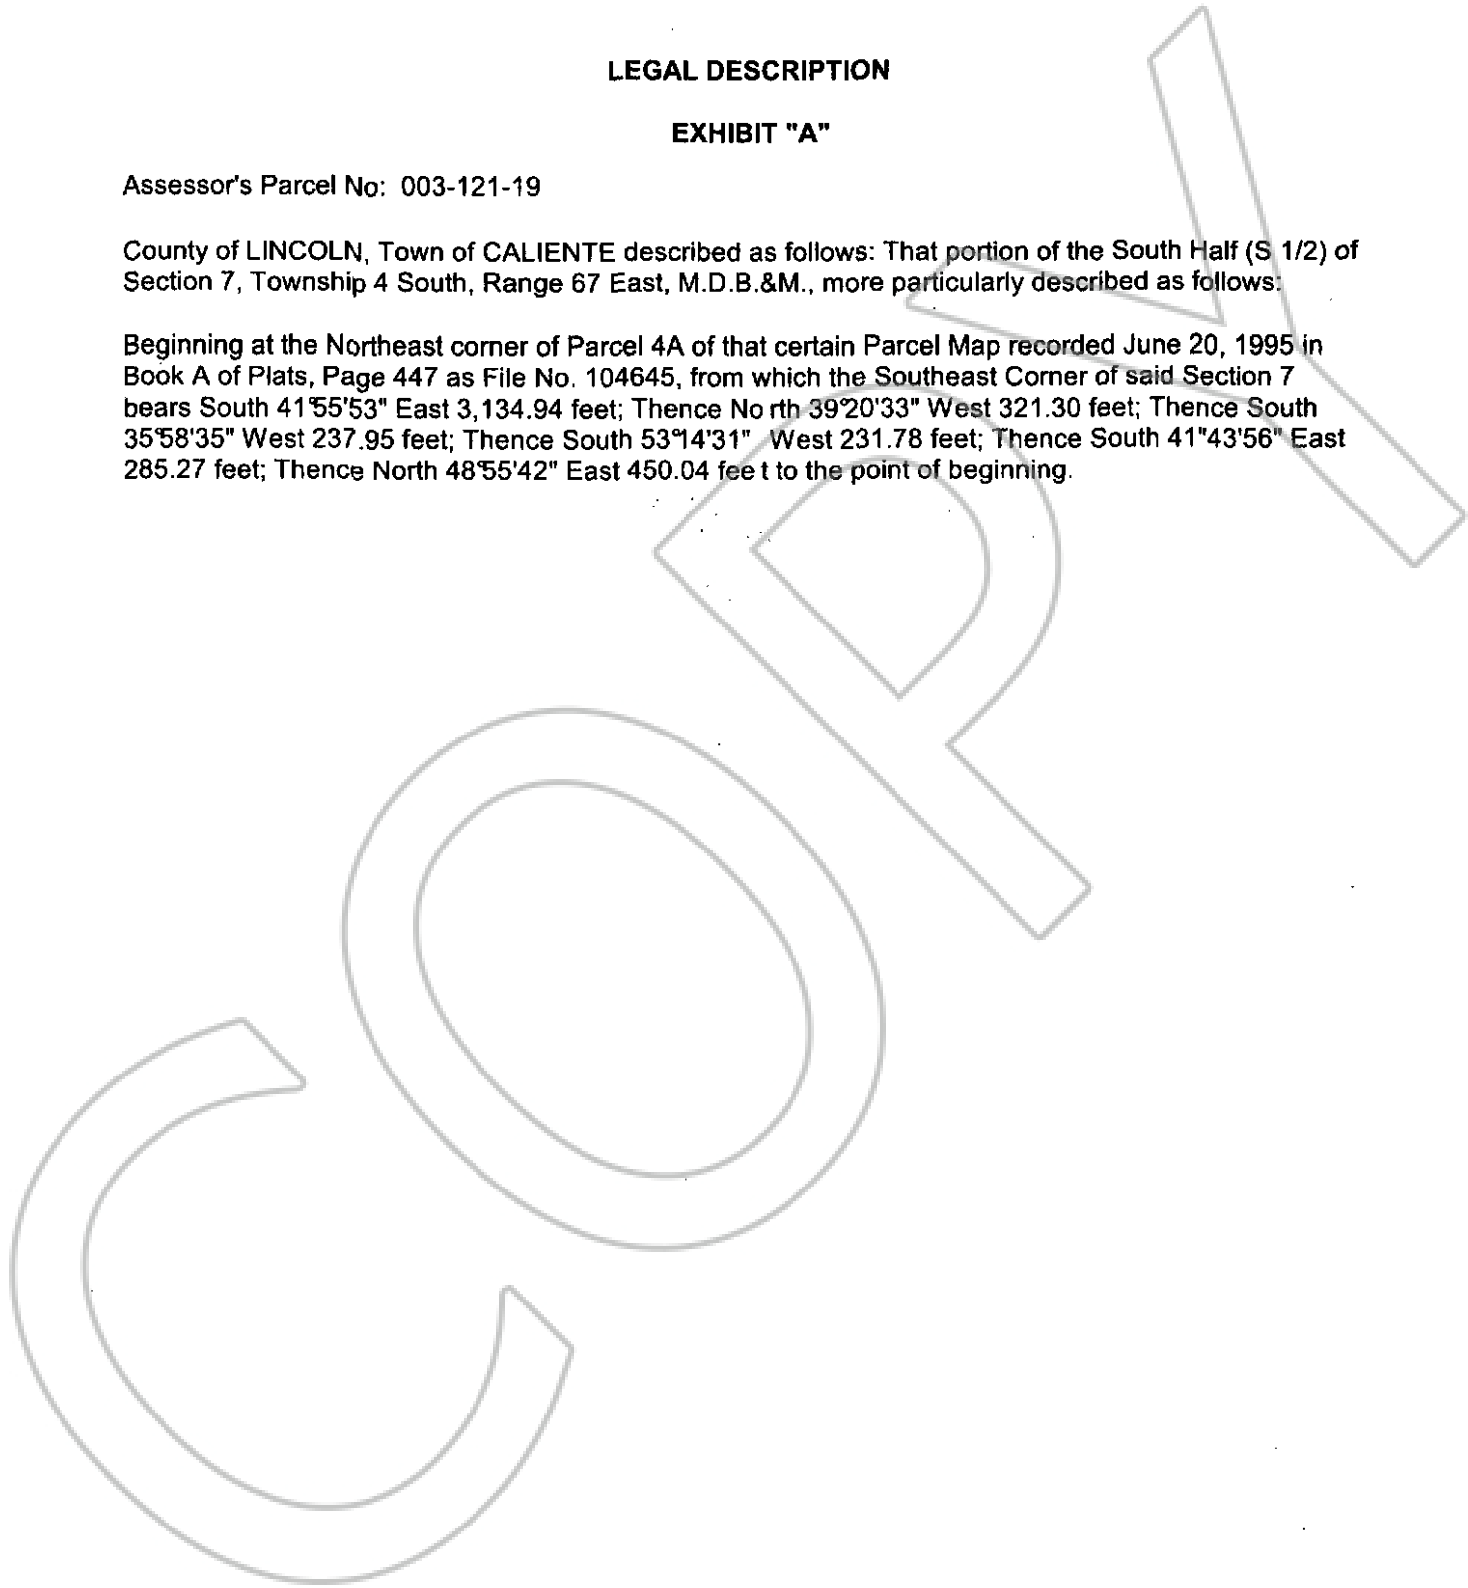 LEGAL DESCRIPTION
EXHIBIT "A"
Assessor's Parcel No: 003-121-19
County of LINCOLN, Town of CALIENTE described as follows: That portion of the South Half (S 1/2) of
Section 7, Township 4 South, Range 67 East, M.D.B.&M., more particularly described as follows:
Beginning at the Northeast corner of Parcel 4A of that certain Parcel Map recorded June 20, 1995 in
Book A of Plats, Page 447 as File No. 104645, from which the Southeast Corner of said Section 7
bears South 41°55'53" East 3,134.94 feet; Thence No rth 39°20'33" West 321.30 feet; Thence South
35°58'35" West 237.95 feet; Thence South 53°14'31" West 231.78 feet; Thence South 41"43'56" East
285.27 feet; Thence North 48°55'42" East 450.04 fee t to the point of beginning.
COPY